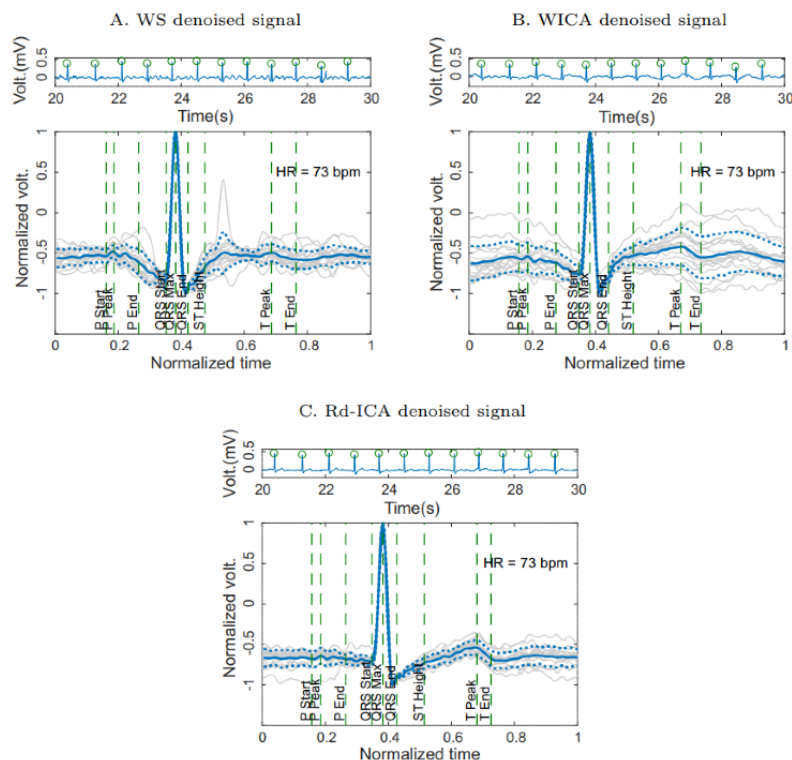 A. WS denoised signal
Volt.(mV)
0 0.5
20 22 24 26 28 30
Time(s)
Normalized volt.
1
0.5
0
-0.5
-1
HR = 73 bpm
P Start
P Peak
P End
QRS Start
QRS Max
QRS End
ST Height
T Peak
T End
0 0.2 0.4 0.6 0.8 1
Normalized time
B. WICA denoised signal
Volt.(mV)
0 0.5
20 22 24 26 28 30
Time(s)
Normalized volt.
1
0.5
0
-0.5
-1
HR = 73 bpm
P Start
P Peak
P End
QRS Start
QRS Max
QRS End
ST Height
T Peak
T End
0 0.2 0.4 0.6 0.8 1
Normalized time
C. Rd-ICA denoised signal
Volt.(mV)
0 0.5
20 22 24 26 28 30
Time(s)
Normalized volt.
1
0.5
0
-0.5
-1
HR = 73 bpm
P Start
P Peak
P End
QRS Start
QRS Max
QRS End
ST Height
T Peak
T End
0 0.2 0.4 0.6 0.8 1
Normalized time